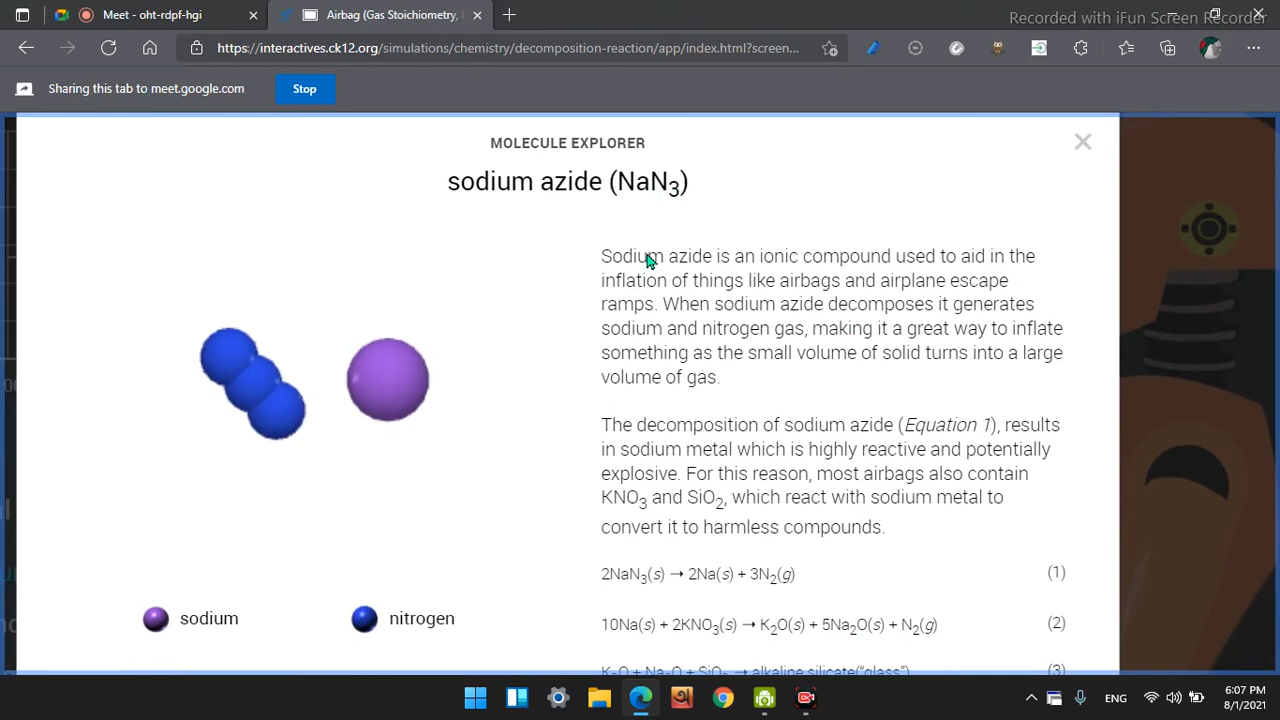 Meet - oht-rdpf-hgi
Airbag (Gas Stoichiometry,
Recorded with iFun Screen Recorder
https://interactives.ck12.org/simulations/chemistry/decomposition-reaction/app/index.html?screen...
Sharing this tab to meet.google.com
Stop
MOLECULE EXPLORER
sodium azide (NaN₃)
Sodium azide is an ionic compound used to aid in the
inflation of things like airbags and airplane escape
ramps. When sodium azide decomposes it generates
sodium and nitrogen gas, making it a great way to inflate
something as the small volume of solid turns into a large
volume of gas.
The decomposition of sodium azide (Equation 1), results
in sodium metal which is highly reactive and potentially
explosive. For this reason, most airbags also contain
KNO₃ and SiO₂, which react with sodium metal to
convert it to harmless compounds.
2NaN₃(s) → 2Na(s) + 3N₂(g) (1)
10Na(s) + 2KNO₃(s) → K₂O(s) + 5Na₂O(s) + N₂(g) (2)
K₂O + Na₂O + SiO₂ → alkaline silicate("glass") (3)
sodium
nitrogen
ENG
6:07 PM
8/1/2021